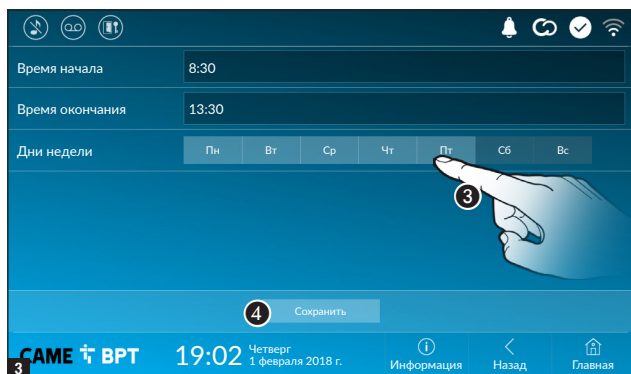 Время начала 8:30
Время окончания 13:30
Дни недели Пн Вт Ср Чт Пт Сб Вс
3
4 Сохранить
3 CAME BPT 19:02 Четверг
1 февраля 2018 г.
Информация Назад Главная